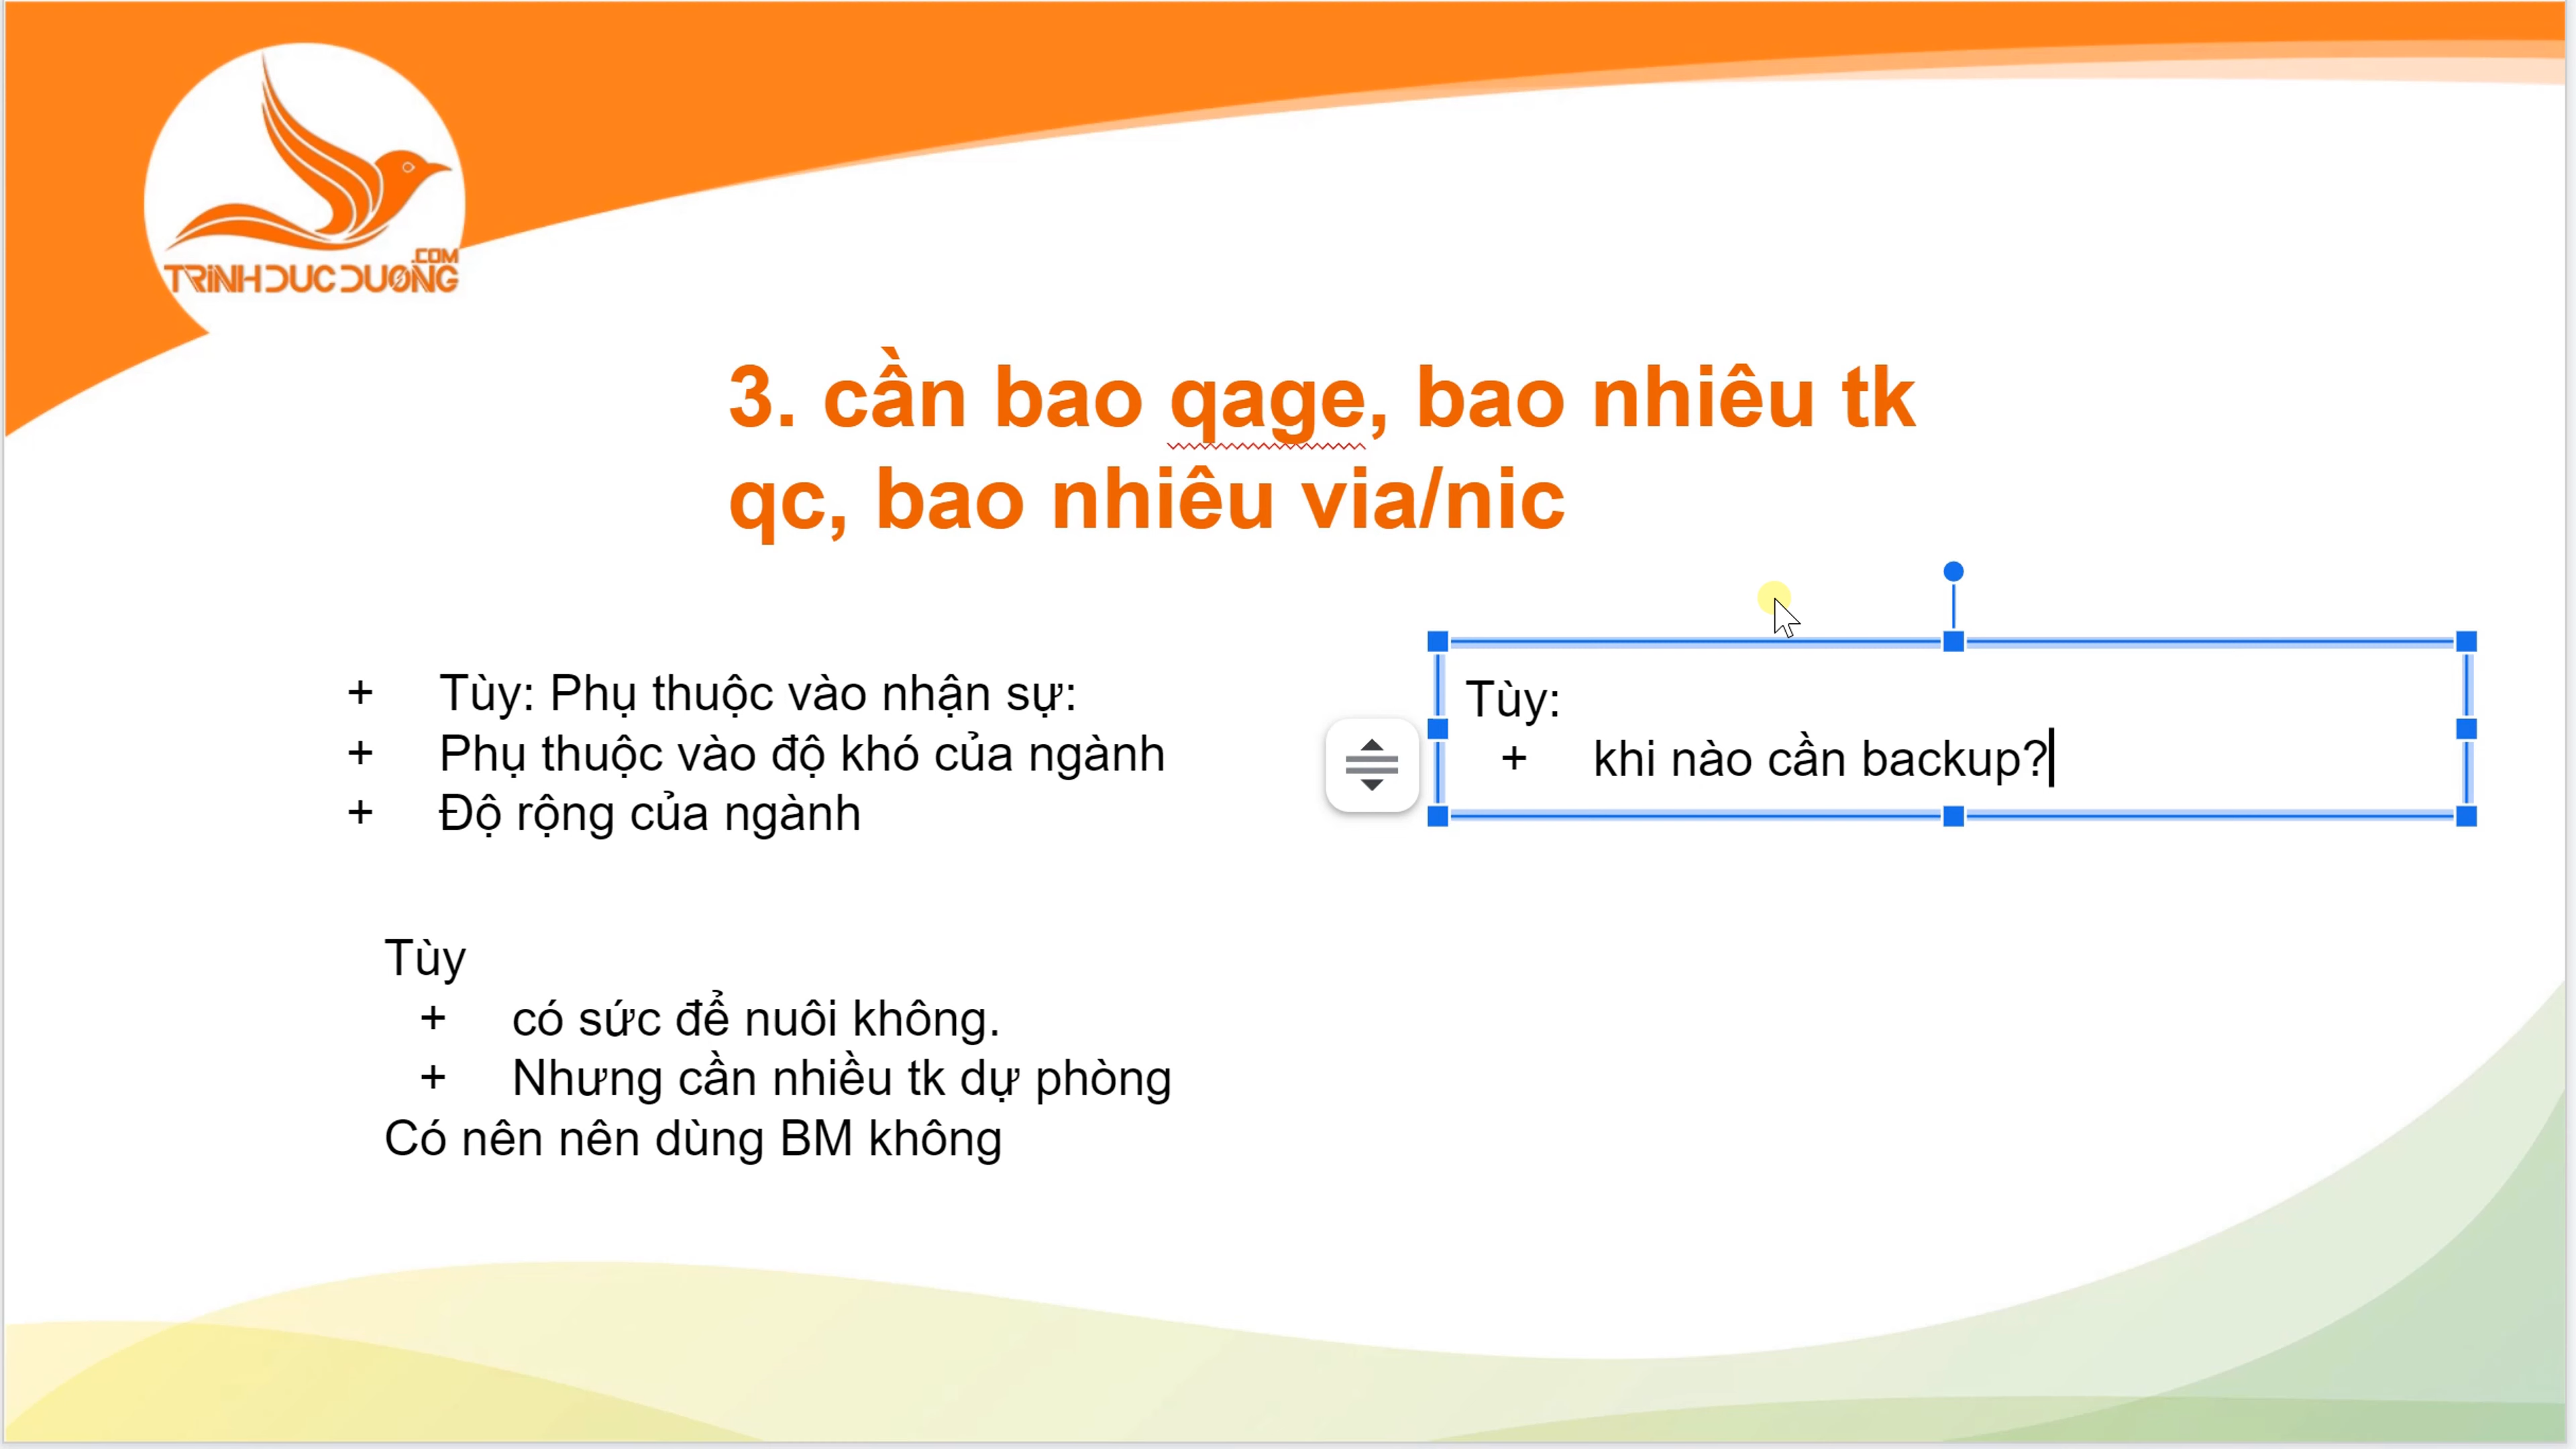 .COM
TRỊNHDUCDUONG
3. cần bao qage, bao nhiêu tk
qc, bao nhiêu via/nic
+ Tùy: Phụ thuộc vào nhận sự:
+ Phụ thuộc vào độ khó của ngành
+ Độ rộng của ngành
Tùy:
+ khi nào cần backup?
Tùy
+ có sức để nuôi không.
+ Nhưng cần nhiều tk dự phòng
Có nên nên dùng BM không